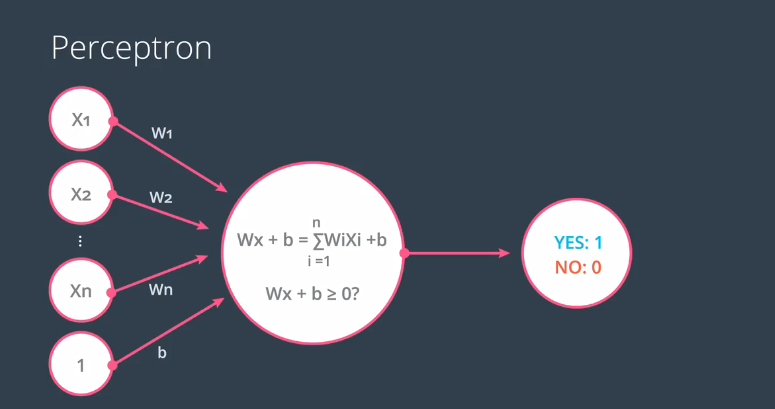 Perceptron
X1
W1
X2
W2
⋮
Xn
Wn
1
b
n
Wx + b = ∑WiXi +b
i =1
Wx + b ≥ 0?
YES: 1
NO: 0